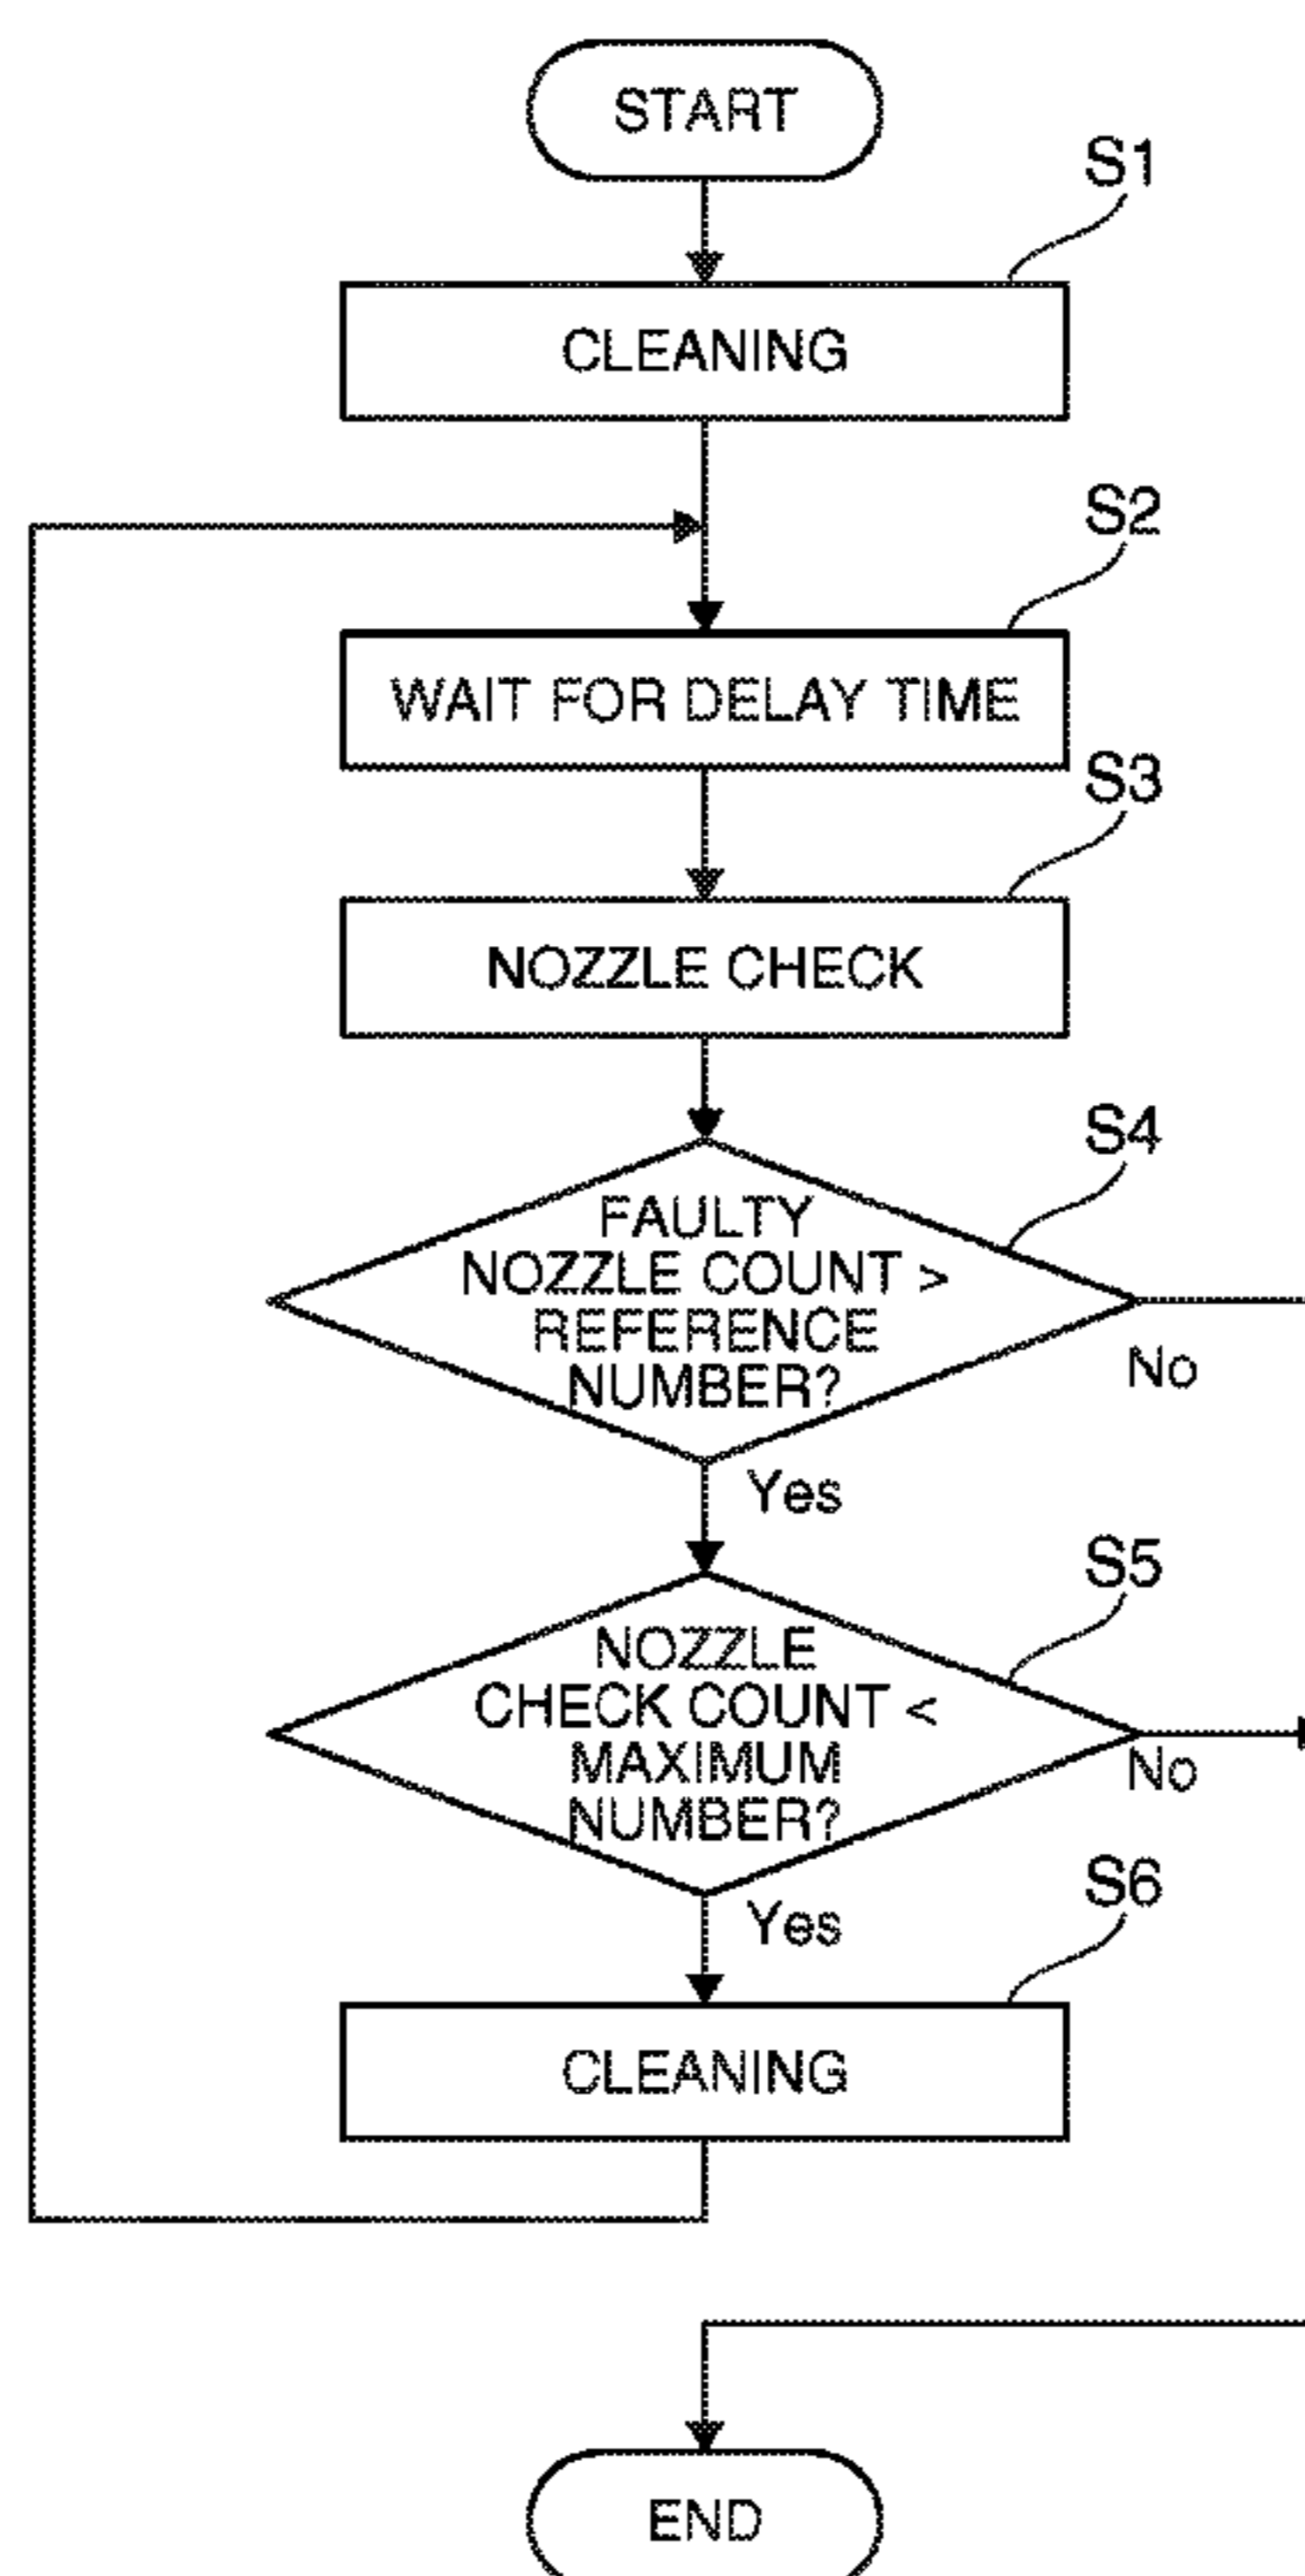 START
S1
CLEANING
S2
WAIT FOR DELAY TIME
S3
NOZZLE CHECK
S4
FAULTY
NOZZLE COUNT >
REFERENCE
NUMBER?
No
Yes
S5
NOZZLE
CHECK COUNT <
MAXIMUM
NUMBER?
No
Yes
S6
CLEANING
END